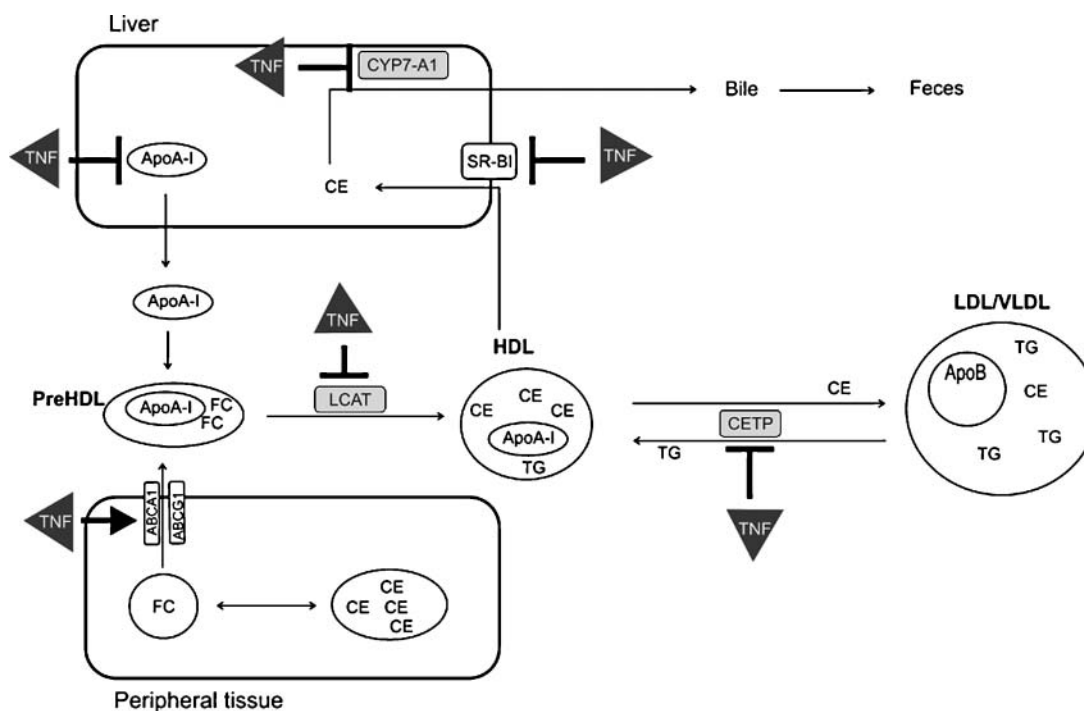 Liver
TNF
CYP7-A1
Bile
Feces
TNF
ApoA-I
SR-BI
TNF
CE
ApoA-I
TNF
HDL
LDL/VLDL
PreHDL
ApoA-I
FC
FC
LCAT
CE
CE
CE
ApoA-I
TG
CE
CETP
TG
TG
ApoB
CE
TG
TG
TNF
ABCA1
ABCG1
TNF
FC
CE
CE
CE
CE
Peripheral tissue